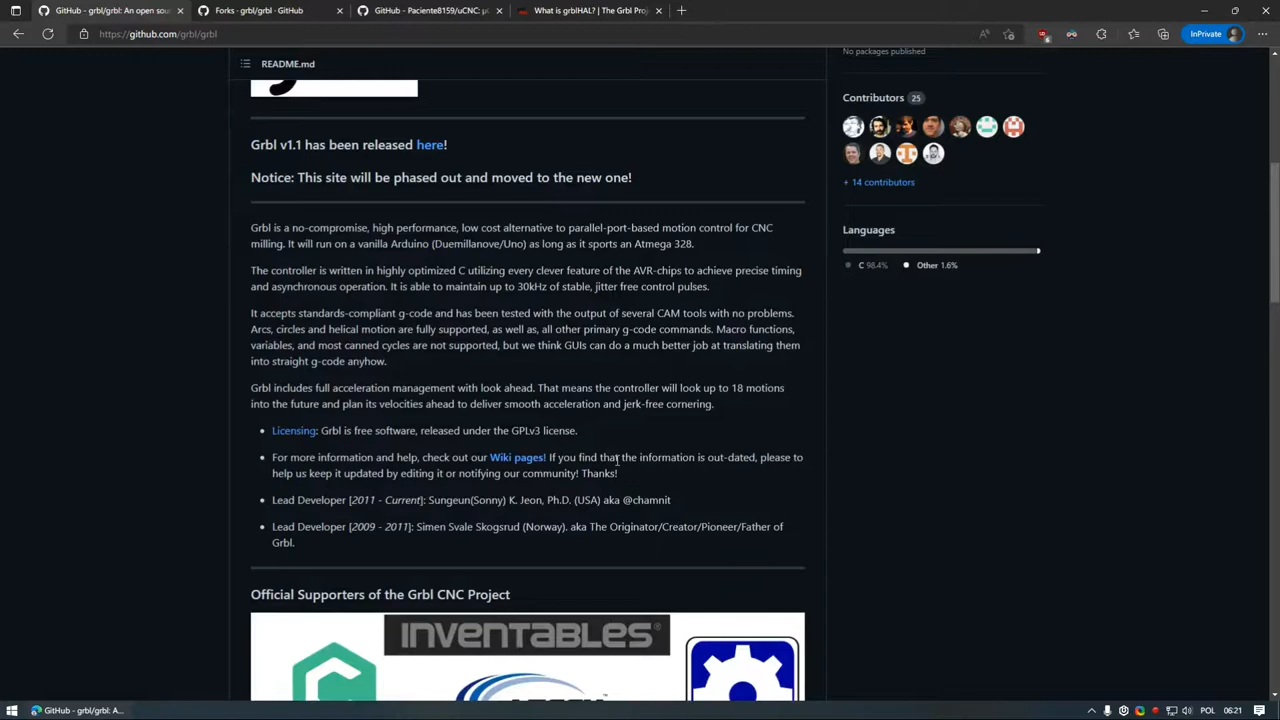 GitHub - grbl/grbl: An open sou
Forks · grbl/grbl · GitHub
GitHub - Paciente8159/uCNC: µ
What is grblHAL? | The Grbl Proj
https://github.com/grbl/grbl
6
InPrivate
README.md
No packages published
Contributors 25
+ 14 contributors
Languages
C 98.4%
Other 1.6%
Grbl v1.1 has been released here!
Notice: This site will be phased out and moved to the new one!
Grbl is a no-compromise, high performance, low cost alternative to parallel-port-based motion control for CNC
milling. It will run on a vanilla Arduino (Duemillanove/Uno) as long as it sports an Atmega 328.
The controller is written in highly optimized C utilizing every clever feature of the AVR-chips to achieve precise timing
and asynchronous operation. It is able to maintain up to 30kHz of stable, jitter free control pulses.
It accepts standards-compliant g-code and has been tested with the output of several CAM tools with no problems.
Arcs, circles and helical motion are fully supported, as well as, all other primary g-code commands. Macro functions,
variables, and most canned cycles are not supported, but we think GUIs can do a much better job at translating them
into straight g-code anyhow.
Grbl includes full acceleration management with look ahead. That means the controller will look up to 18 motions
into the future and plan its velocities ahead to deliver smooth acceleration and jerk-free cornering.
Licensing: Grbl is free software, released under the GPLv3 license.
For more information and help, check out our Wiki pages! If you find that the information is out-dated, please to
help us keep it updated by editing it or notifying our community! Thanks!
Lead Developer [2011 - Current]: Sungeun(Sonny) K. Jeon, Ph.D. (USA) aka @chamnit
Lead Developer [2009 - 2011]: Simen Svale Skogsrud (Norway). aka The Originator/Creator/Pioneer/Father of
Grbl.
Official Supporters of the Grbl CNC Project
INVENTABLES®
GitHub - grbl/grbl: A...
POL
06:21